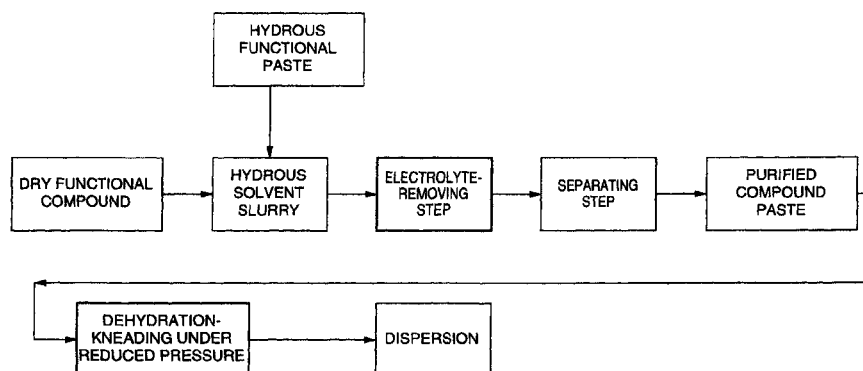 HYDROUS
FUNCTIONAL
PASTE
DRY FUNCTIONAL
COMPOUND
HYDROUS
SOLVENT
SLURRY
ELECTROLYTE-
REMOVING
STEP
SEPARATING
STEP
PURIFIED
COMPOUND
PASTE
DEHYDRATION-
KNEADING UNDER
REDUCED PRESSURE
DISPERSION